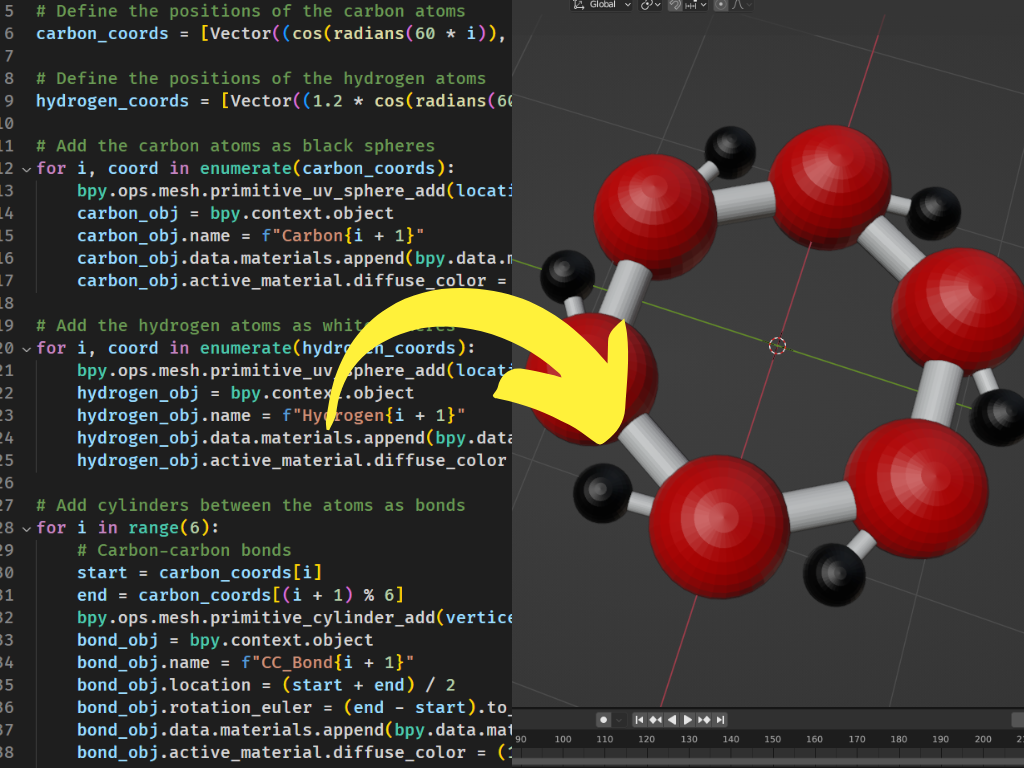 5 # Define the positions of the carbon atoms
6 carbon_coords = [Vector((cos(radians(60 * i)),
7
8 # Define the positions of the hydrogen atoms
9 hydrogen_coords = [Vector((1.2 * cos(radians(60
10
11 # Add the carbon atoms as black spheres
12 for i, coord in enumerate(carbon_coords):
13 bpy.ops.mesh.primitive_uv_sphere_add(locati
14 carbon_obj = bpy.context.object
15 carbon_obj.name = f"Carbon{i + 1}"
16 carbon_obj.data.materials.append(bpy.data.m
17 carbon_obj.active_material.diffuse_color =
18
19 # Add the hydrogen atoms as white spheres
20 for i, coord in enumerate(hydrogen_coords):
21 bpy.ops.mesh.primitive_uv_sphere_add(locati
22 hydrogen_obj = bpy.context.object
23 hydrogen_obj.name = f"Hydrogen{i + 1}"
24 hydrogen_obj.data.materials.append(bpy.data
25 hydrogen_obj.active_material.diffuse_color
26
27 # Add cylinders between the atoms as bonds
28 for i in range(6):
29 # Carbon-carbon bonds
30 start = carbon_coords[i]
31 end = carbon_coords[(i + 1) % 6]
32 bpy.ops.mesh.primitive_cylinder_add(vertice
33 bond_obj = bpy.context.object
34 bond_obj.name = f"CC_Bond{i + 1}"
35 bond_obj.location = (start + end) / 2
36 bond_obj.rotation_euler = (end - start).to_
37 bond_obj.data.materials.append(bpy.data.mat
38 bond_obj.active_material.diffuse_color = (1
Global
90 100 110 120 130 140 150 160 170 180 190 200 21